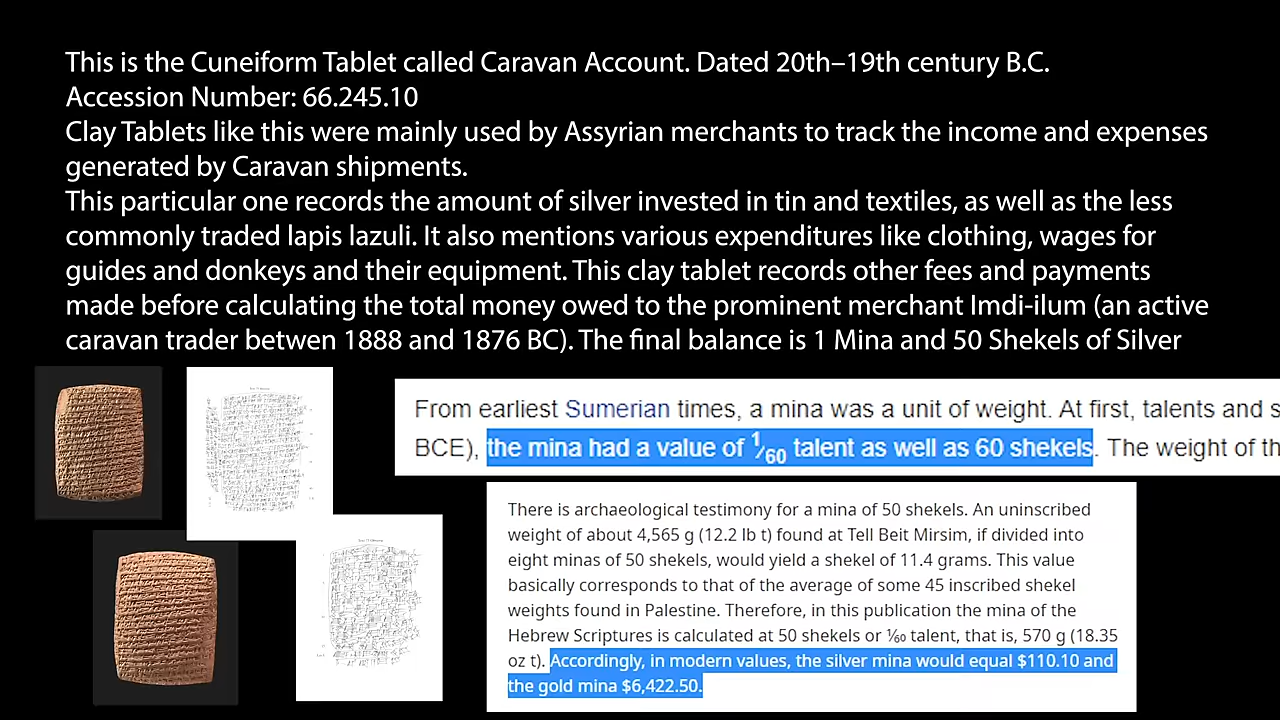 This is the Cuneiform Tablet called Caravan Account. Dated 20th–19th century B.C.
Accession Number: 66.245.10
Clay Tablets like this were mainly used by Assyrian merchants to track the income and expenses
generated by Caravan shipments.
This particular one records the amount of silver invested in tin and textiles, as well as the less
commonly traded lapis lazuli. It also mentions various expenditures like clothing, wages for
guides and donkeys and their equipment. This clay tablet records other fees and payments
made before calculating the total money owed to the prominent merchant Imdi-ilum (an active
caravan trader betwen 1888 and 1876 BC). The final balance is 1 Mina and 50 Shekels of Silver
From earliest Sumerian times, a mina was a unit of weight. At first, talents and s
BCE), the mina had a value of 1/60 talent as well as 60 shekels. The weight of th
There is archaeological testimony for a mina of 50 shekels. An uninscribed
weight of about 4,565 g (12.2 lb t) found at Tell Beit Mirsim, if divided into
eight minas of 50 shekels, would yield a shekel of 11.4 grams. This value
basically corresponds to that of the average of some 45 inscribed shekel
weights found in Palestine. Therefore, in this publication the mina of the
Hebrew Scriptures is calculated at 50 shekels or 1⁄60 talent, that is, 570 g (18.35
oz t). Accordingly, in modern values, the silver mina would equal $110.10 and
the gold mina $6,422.50.